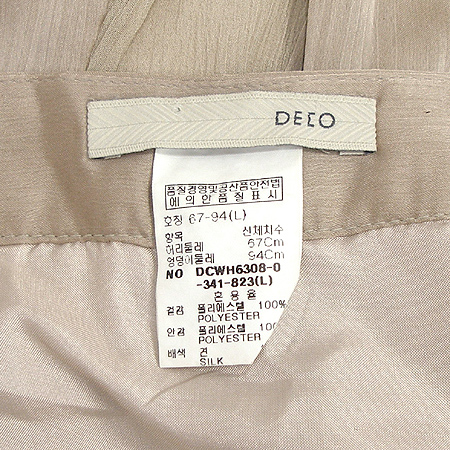 DECO
품질경영및공산품안전법
에 의 한 품 질 표 시
호칭 67-94(L)
항목 신체치수
허리둘레 67Cm
엉덩이둘레 94Cm
NO DCWH6308-0
-341-823(L)
혼 용 율
겉감 폴리에스텔 100%
POLYESTER
안감 폴리에스텔 100
POLYESTER
배색 견
SILK